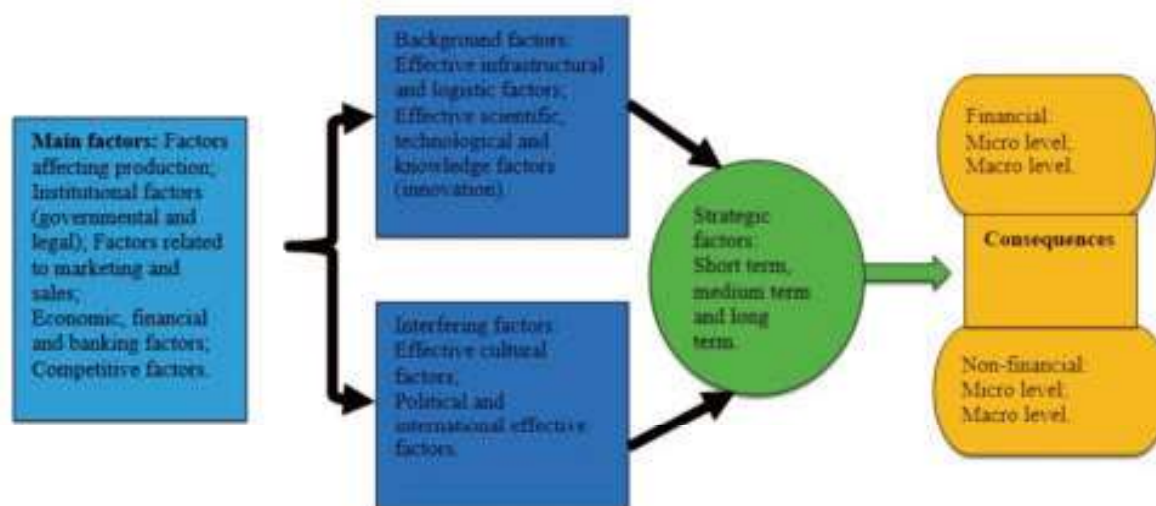 Main factors: Factors
affecting production;
Institutional factors
(governmental and
legal); Factors related
to marketing and
sales;
Economic, financial
and banking factors;
Competitive factors.
Background factors:
Effective infrastructural
and logistic factors;
Effective scientific,
technological and
knowledge factors
(innovation).
Interfering factors
Effective cultural
factors,
Political and
international effective
factors.
Strategic
factors:
Short term,
medium term
and long
term.
Financial:
Micro level;
Macro level.
Consequences
Non-financial:
Micro level;
Macro level.